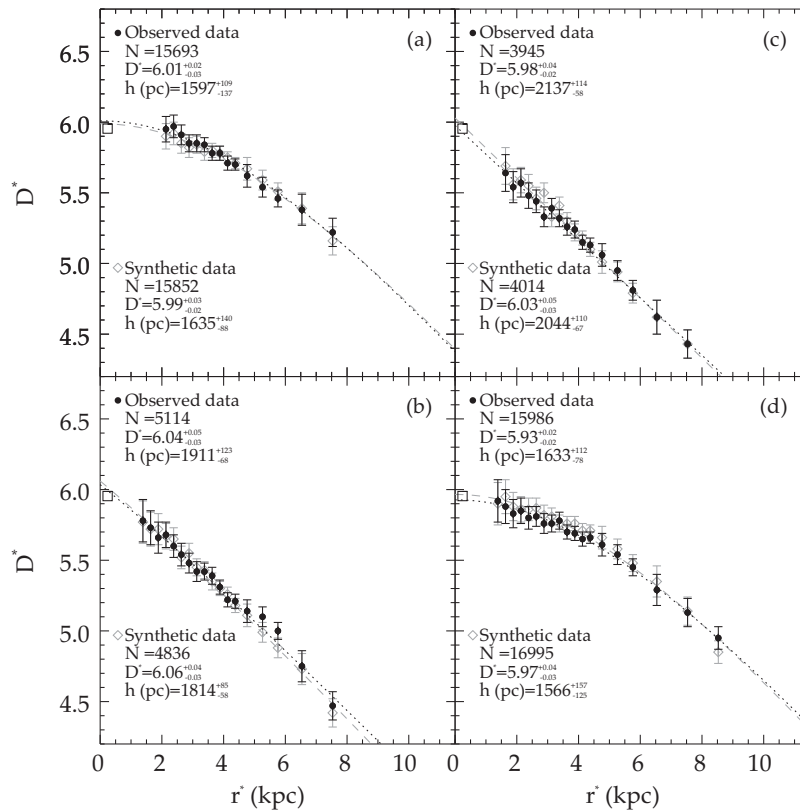 (a)
● Observed data
N =15693
D*=6.01 +0.02 -0.03
h (pc)=1597 +109 -137
◇ Synthetic data
N =15852
D*=5.99 +0.03 -0.02
h (pc)=1635 +140 -88
6.5
6.0
5.5
5.0
4.5
D*
(c)
● Observed data
N =3945
D*=5.98 +0.04 -0.02
h (pc)=2137 +114 -58
◇ Synthetic data
N =4014
D*=6.03 +0.05 -0.03
h (pc)=2044 +110 -67
(b)
● Observed data
N =5114
D*=6.04 +0.05 -0.03
h (pc)=1911 +123 -68
◇ Synthetic data
N =4836
D*=6.06 +0.04 -0.03
h (pc)=1814 +85 -58
6.5
6.0
5.5
5.0
4.5
D*
0 2 4 6 8 10
r* (kpc)
(d)
● Observed data
N =15986
D*=5.93 +0.02 -0.02
h (pc)=1633 +112 -78
◇ Synthetic data
N =16995
D*=5.97 +0.04 -0.03
h (pc)=1566 +157 -125
0 2 4 6 8 10
r* (kpc)